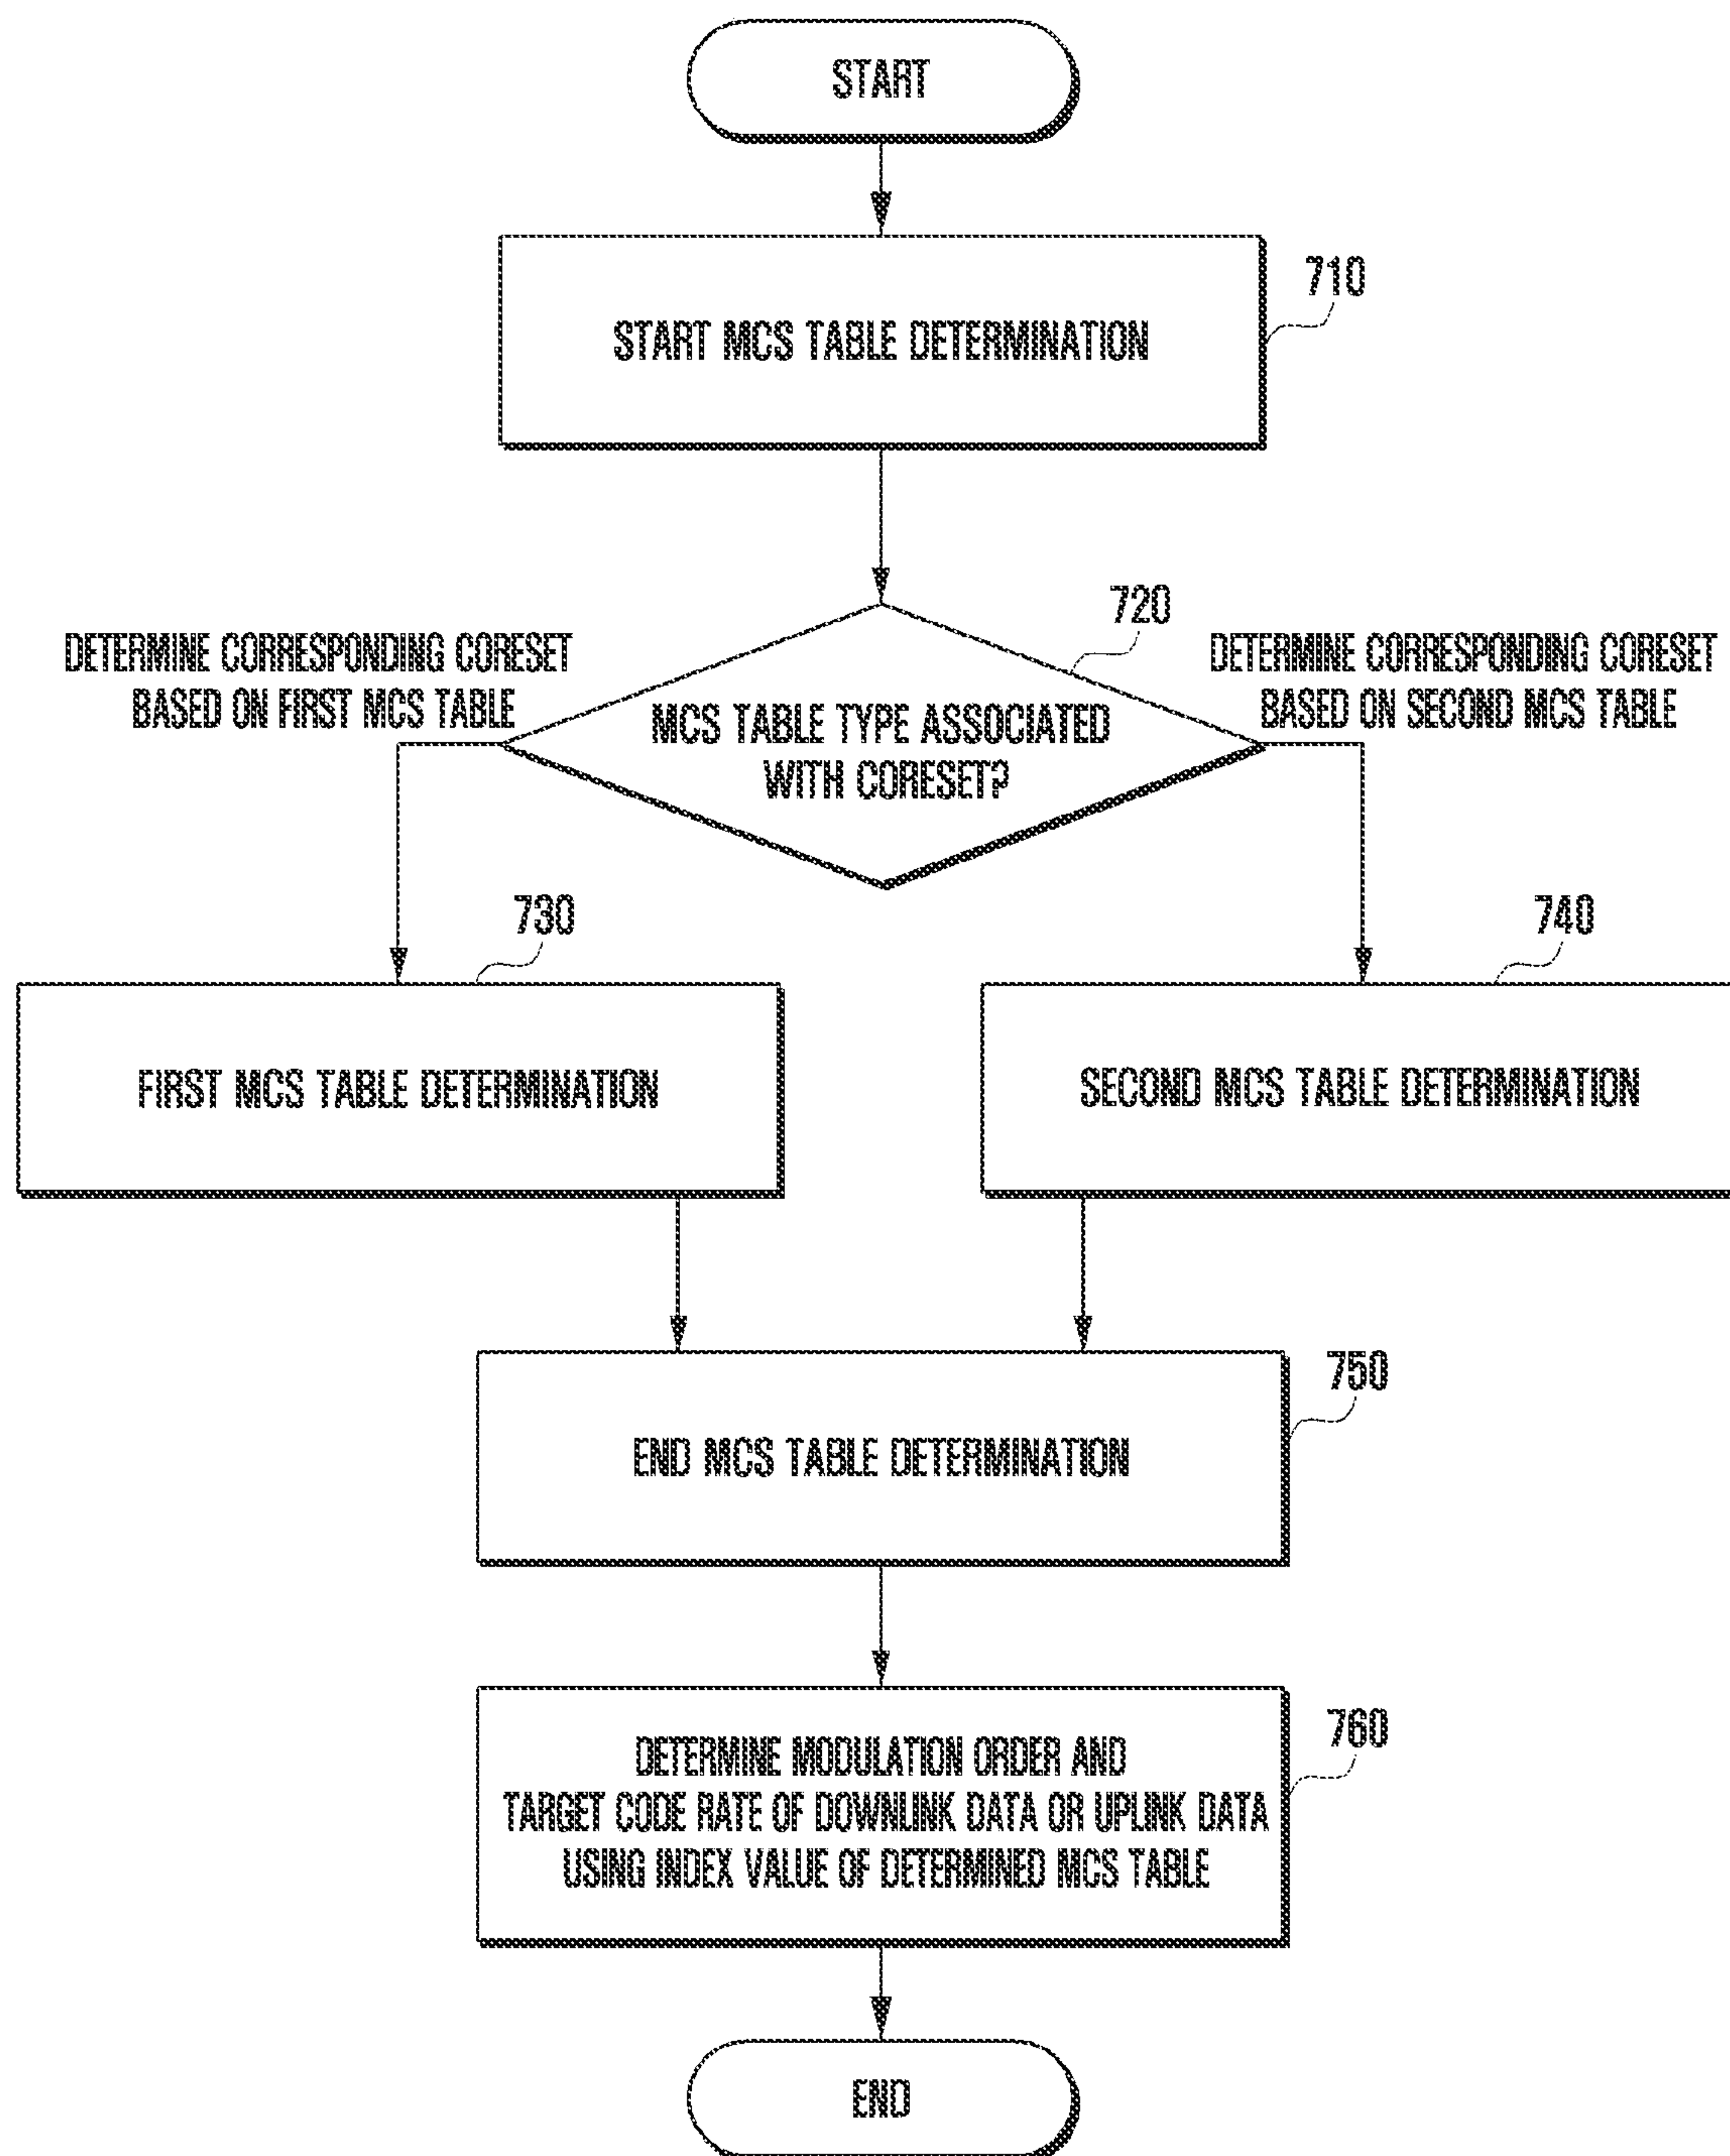 START
710
START MCS TABLE DETERMINATION
720
DETERMINE CORRESPONDING CORESET
BASED ON FIRST MCS TABLE
MCS TABLE TYPE ASSOCIATED
WITH CORESET?
DETERMINE CORRESPONDING CORESET
BASED ON SECOND MCS TABLE
730
740
FIRST MCS TABLE DETERMINATION
SECOND MCS TABLE DETERMINATION
750
END MCS TABLE DETERMINATION
760
DETERMINE MODULATION ORDER AND
TARGET CODE RATE OF DOWNLINK DATA OR UPLINK DATA
USING INDEX VALUE OF DETERMINED MCS TABLE
END